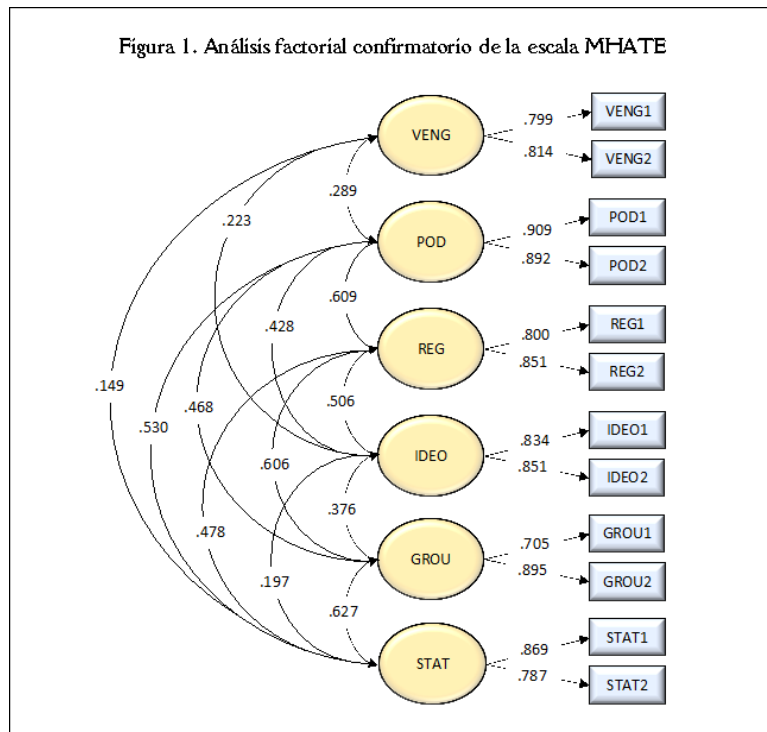 Figura 1. Análisis factorial confirmatorio de la escala MHATE
VENG
.799
VENG1
.814
VENG2
.289
.223
POD
.909
POD1
.892
POD2
.609
.428
REG
.800
REG1
.851
REG2
.149
.530
.468
.506
.606
IDEO
.834
IDEO1
.851
IDEO2
.376
.478
.197
GROU
.705
GROU1
.895
GROU2
.627
STAT
.869
STAT1
.787
STAT2